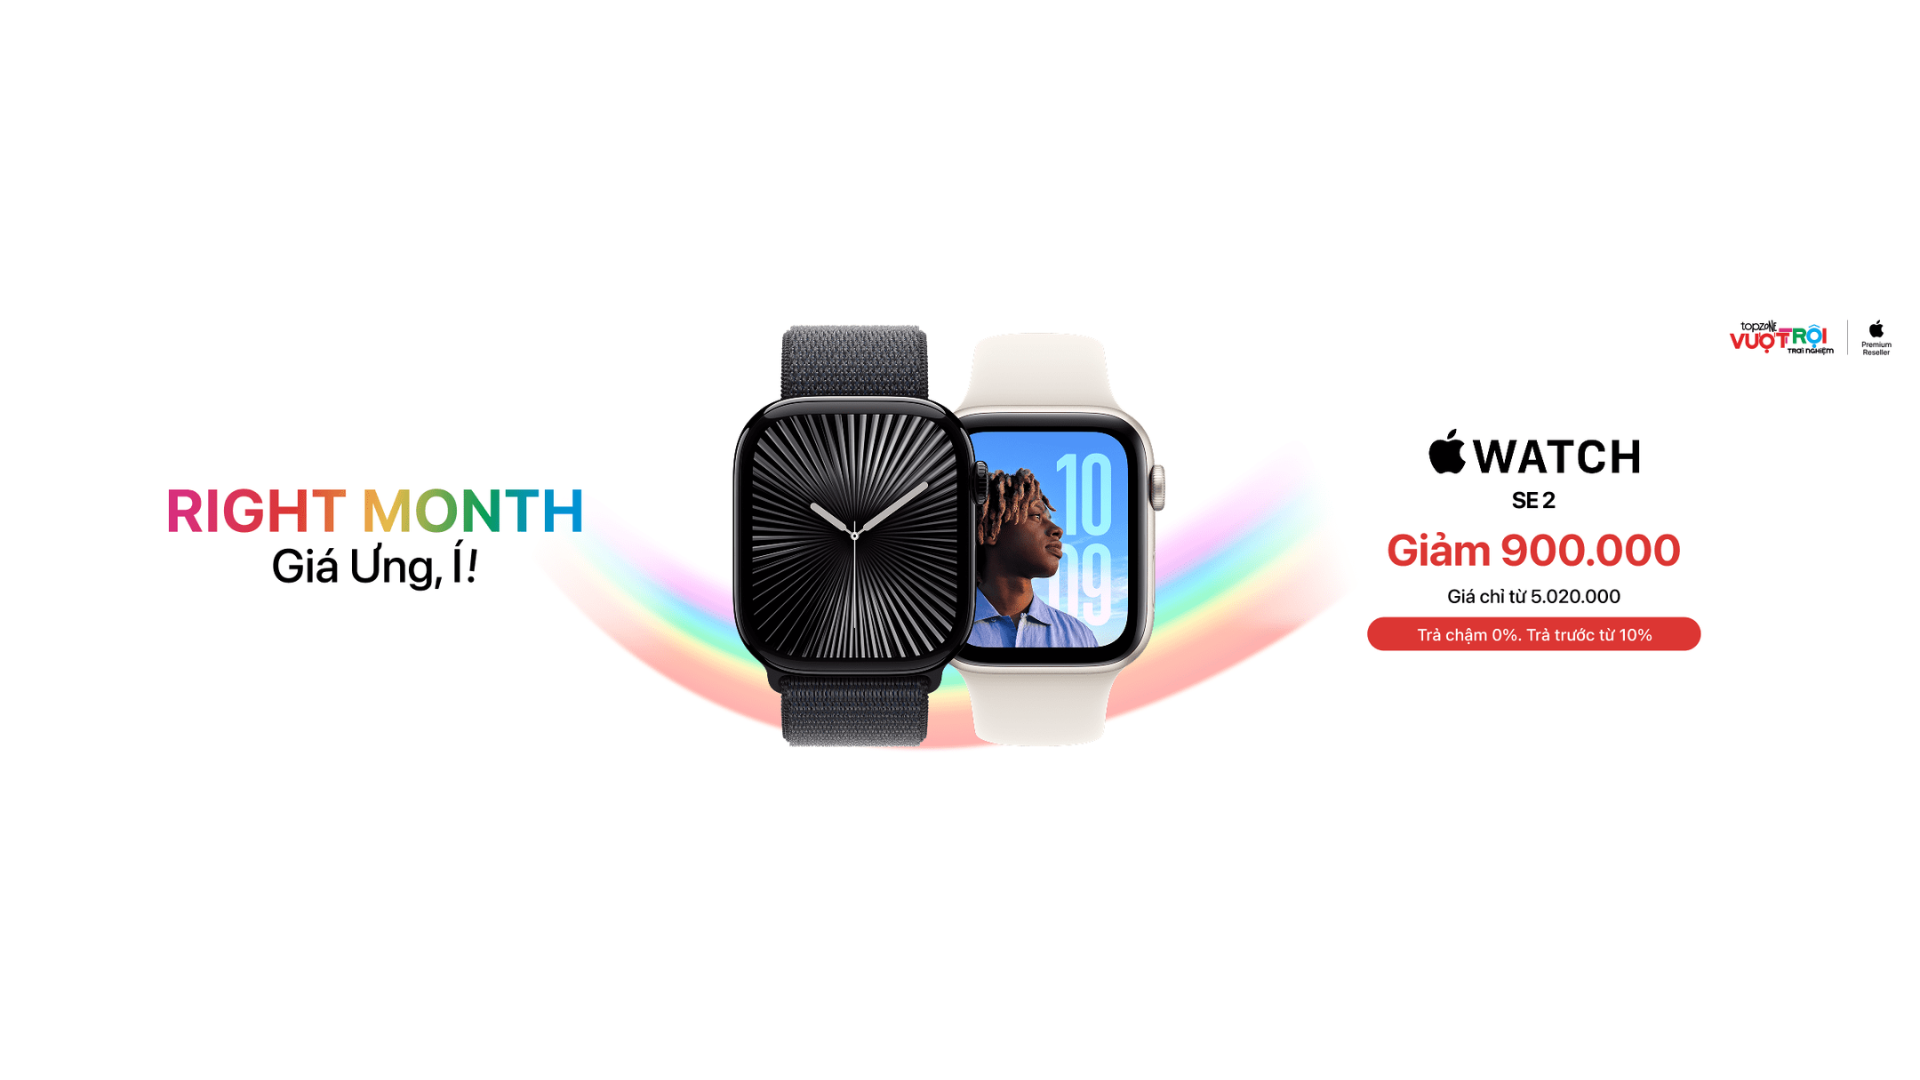 RIGHT MONTH
Giá Ưng, Í!
10
09
topzone
VƯỢT TRỘI
TRẢI NGHIỆM
Premium
Reseller
WATCH
SE 2
Giảm 900.000
Giá chỉ từ 5.020.000
Trả chậm 0%. Trả trước từ 10%